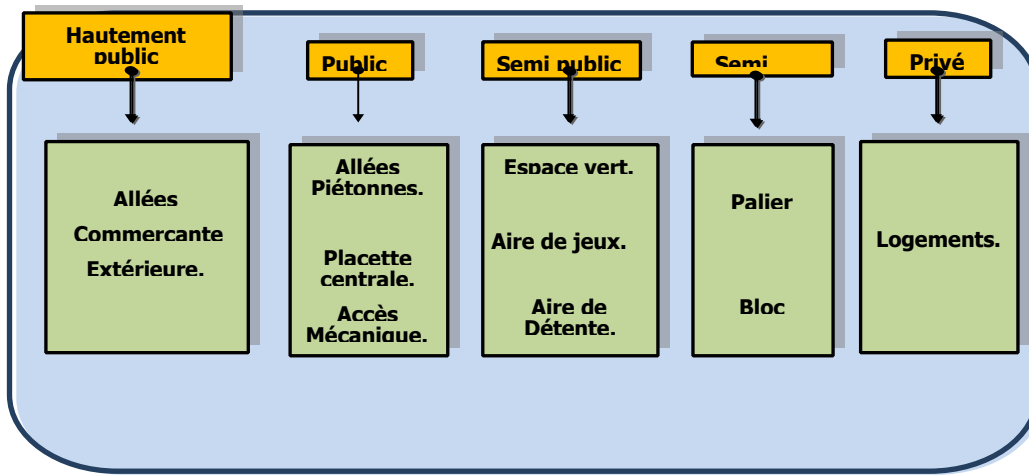 Hautement
public
Public
Semi public
Semi
Privé
Allées
Commercante
Extérieure.
Allées
Piétonnes.
Placette
centrale.
Accès
Mécanique.
Espace vert.
Aire de jeux.
Aire de
Détente.
Palier
Bloc
Logements.